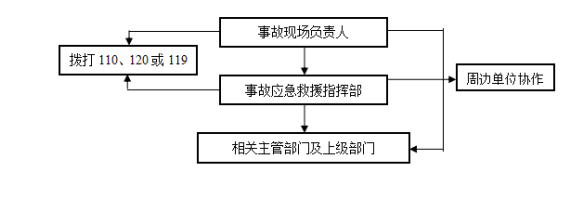 事故现场负责人
拨打 110、120 或 119
周边单位协作
事故应急救援指挥部
相关主管部门及上级部门